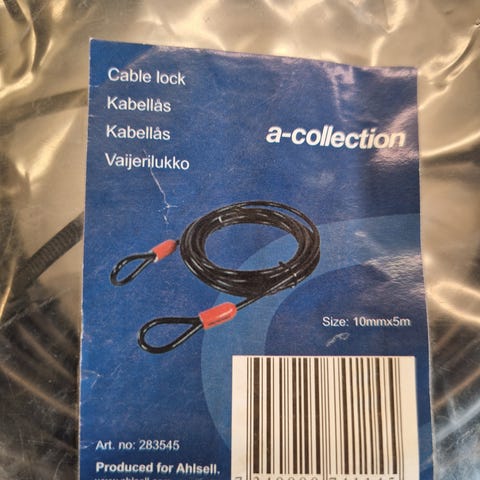 Cable lock
Kabellås
Kabellås
Vaijerilukko
a-collection
Size: 10mmx5m
Art. no: 283545
Produced for Ahlsell,